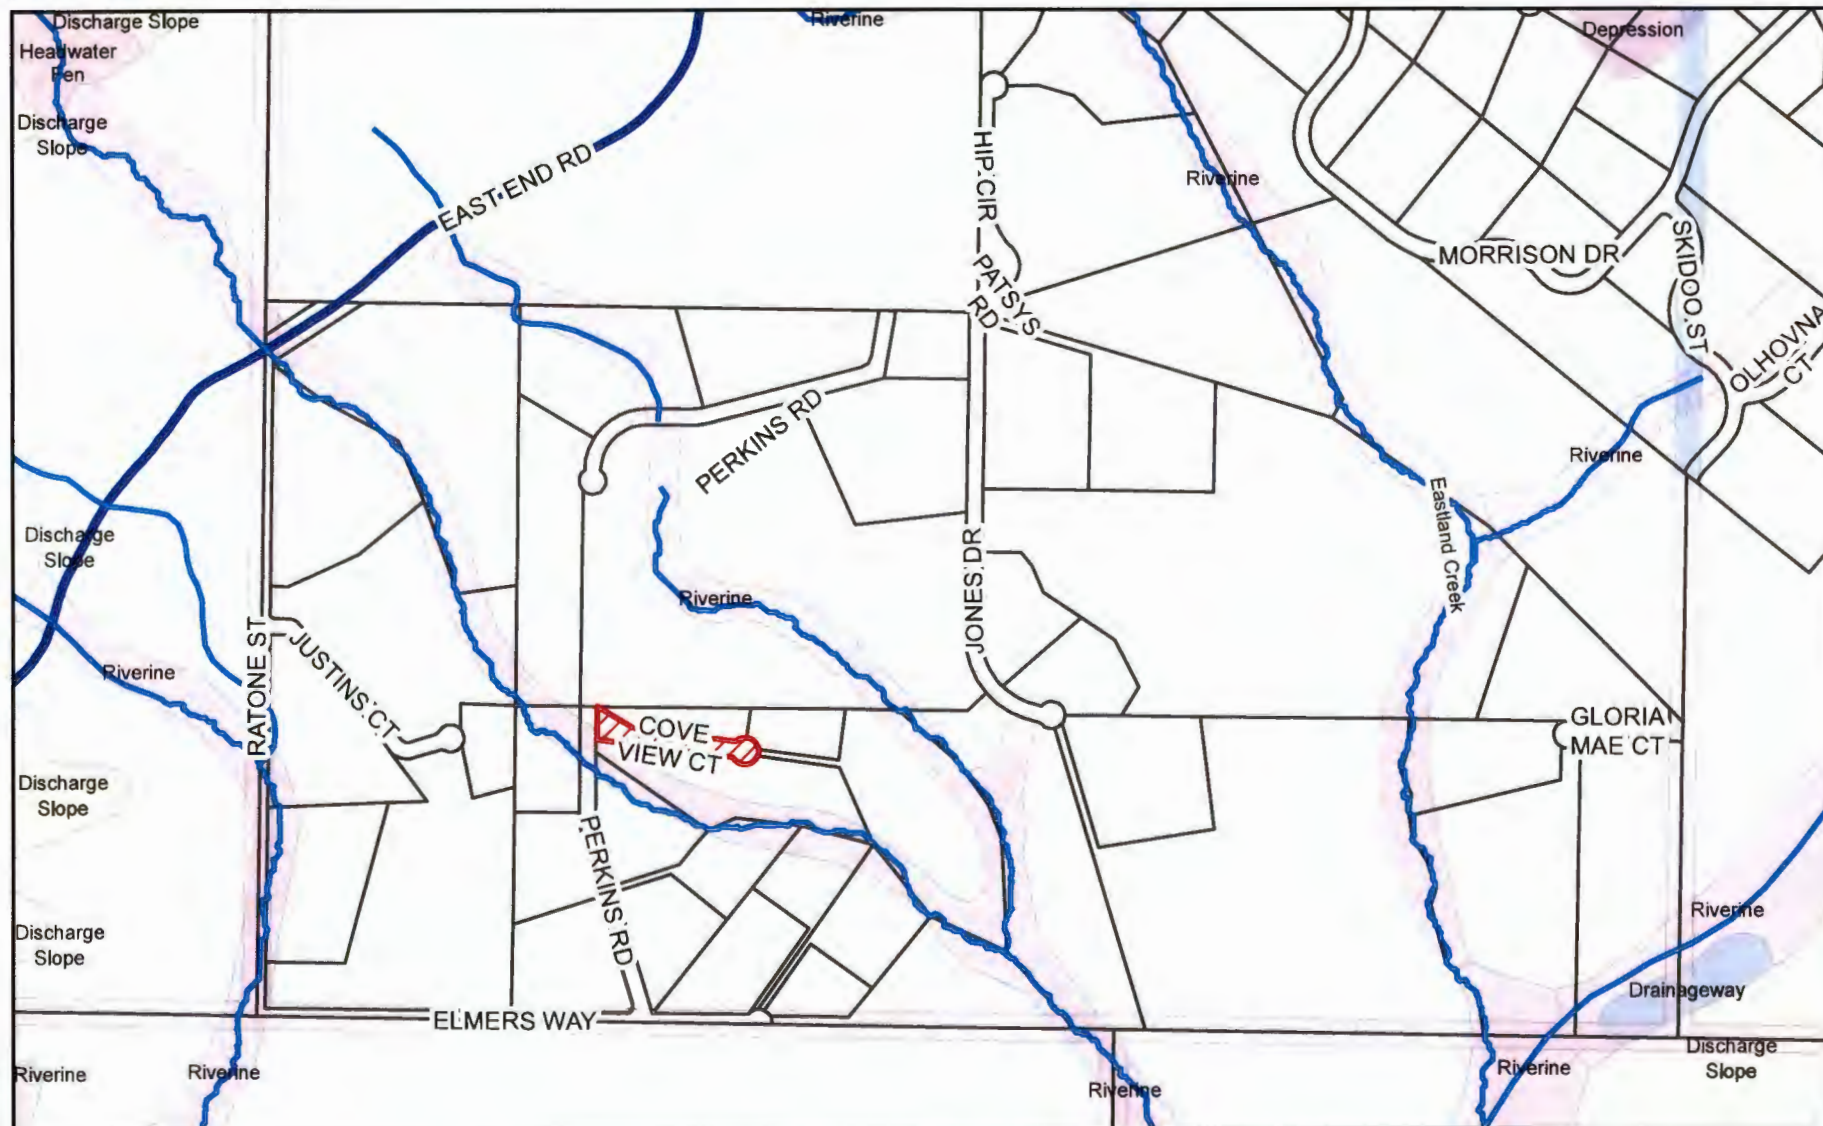 Discharge Slope
Riverine
Depression
Headwater
Fen
Discharge
Slope
EAST END RD
HIP CIR
Riverine
PATSYS
RD
MORRISON DR
SKIDOO ST
OLHOVNA
CT
PERKINS RD
Riverine
Eastland Creek
Discharge
Slope
JONES DR
Riverine
RATONE ST
JUSTINS CT
Riverine
COVE
VIEW CT
GLORIA
MAE CT
Discharge
Slope
PERKINS RD
Riverine
Discharge
Slope
Drainageway
ELMERS WAY
Riverine
Riverine
Riverine
Riverine
Discharge
Slope